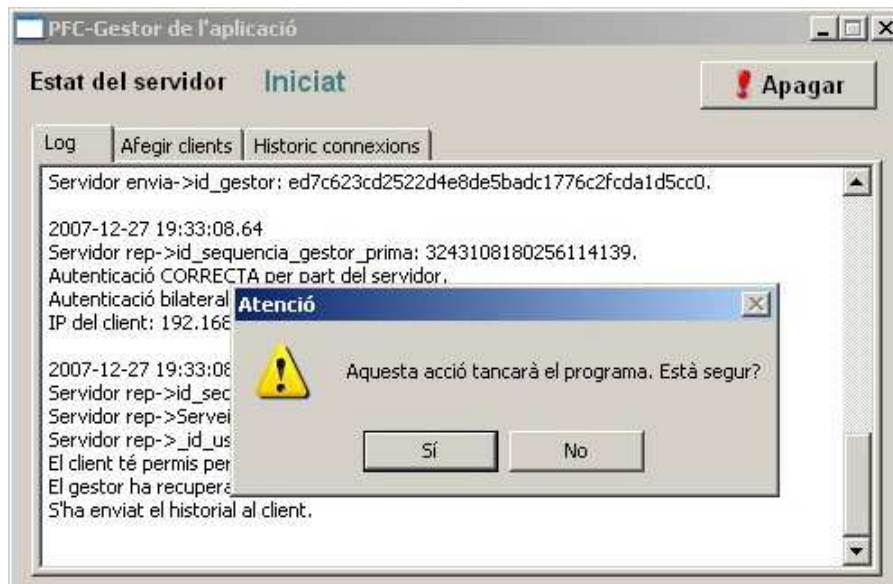 PFC-Gestor de l'aplicació
Estat del servidor Iniciat
Apagar
Log Afegir clients Historic connexions
Servidor envia->id_gestor: ed7c623cd2522d4e8de5badc1776c2fcda1d5cc0.
2007-12-27 19:33:08.64
Servidor rep->id_sequencia_gestor_prima: 3243108180256114139.
Autenticació CORRECTA per part del servidor.
Autenticació bilateral
IP del client: 192.168
2007-12-27 19:33:08
Servidor rep->id_sec
Servidor rep->Servei
Servidor rep->_id_us
El client té permis per
El gestor ha recupera
S'ha enviat el historial al client.
Atenció
Aquesta acció tancarà el programa. Està segur?
Sí No